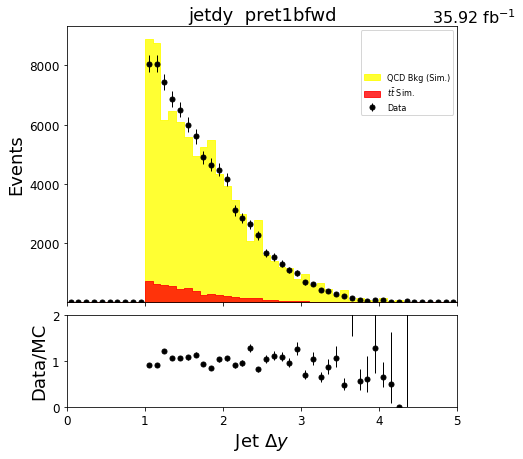 jetdy pret1bfwd
35.92 fb⁻¹
QCD Bkg (Sim.)
tt̄ Sim.
Data
Events
8000
6000
4000
2000
Data/MC
2
1
0
0 1 2 3 4 5
Jet Δy